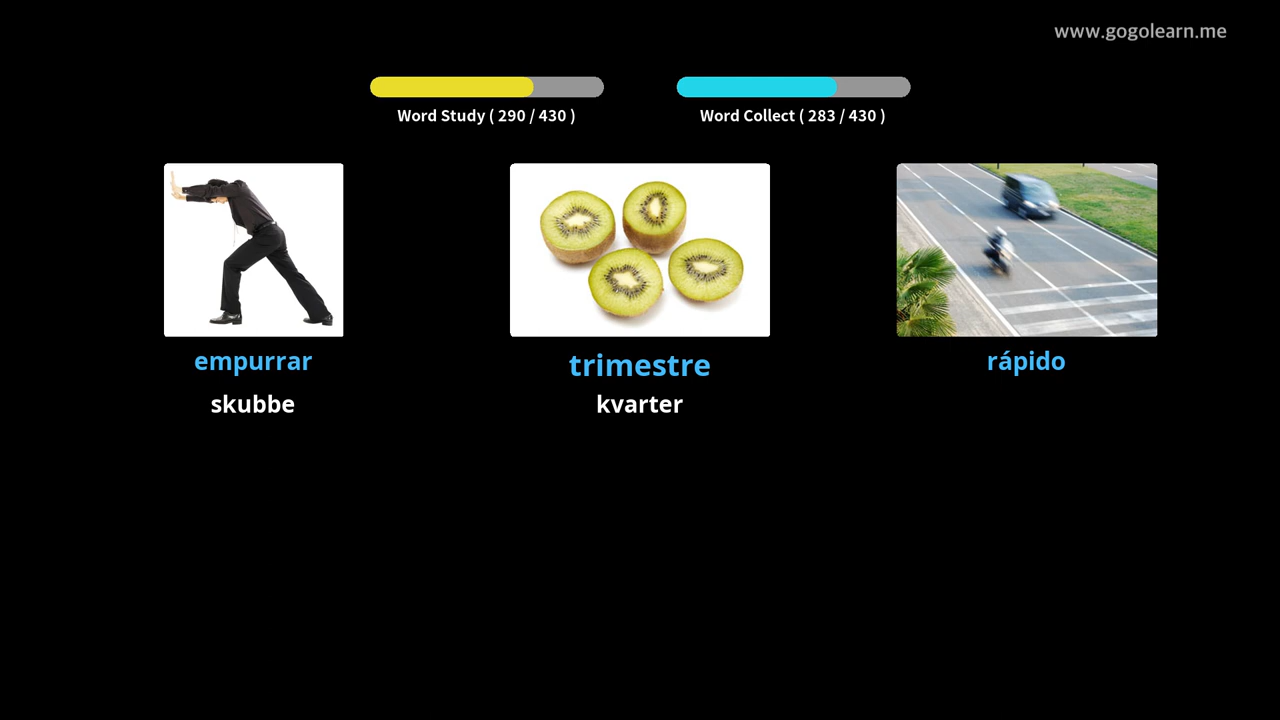 www.gogolearn.me
Word Study ( 290 / 430 )
Word Collect ( 283 / 430 )
empurrar
trimestre
rápido
skubbe
kvarter